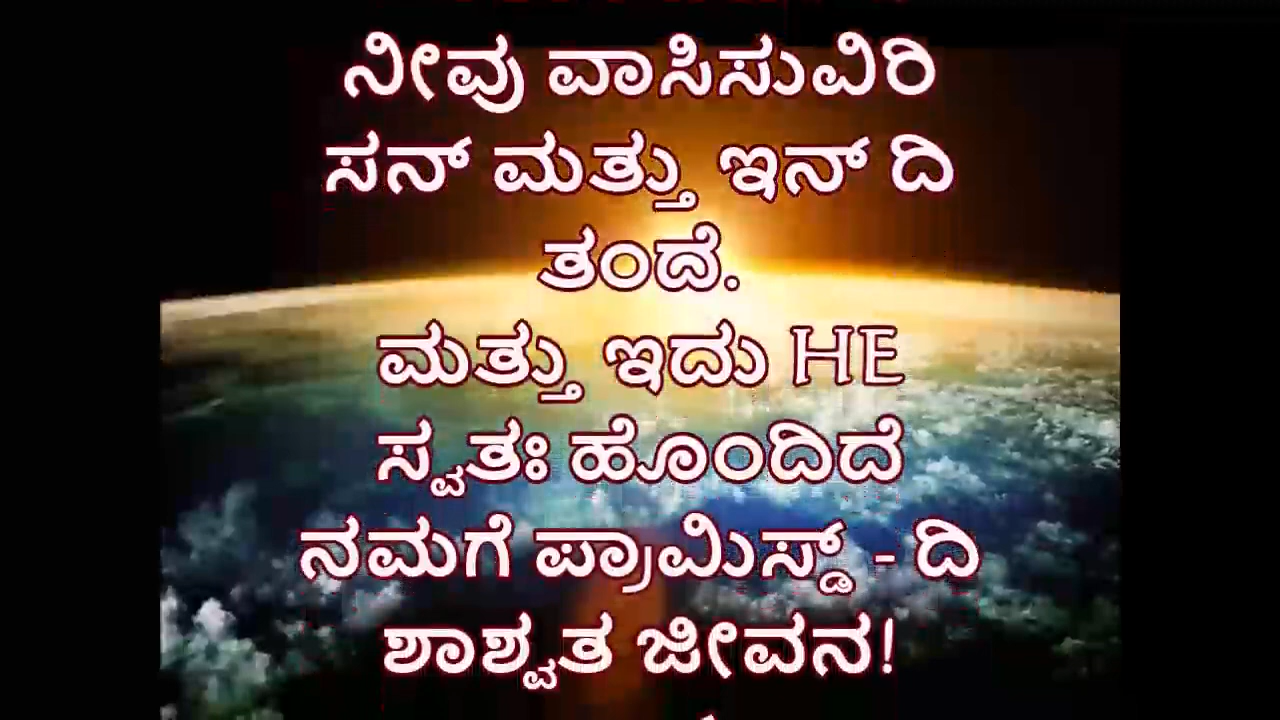 ನೀವು ವಾಸಿಸುವಿರಿ
ಸನ್ ಮತ್ತು ಇನ್ ದಿ
ತಂದೆ.
ಮತ್ತು ಇದು HE
ಸ್ವತಃ ಹೊಂದಿದೆ
ನಮಗೆ ಪ್ರಾಮಿಸ್ಡ್ - ದಿ
ಶಾಶ್ವತ ಜೀವನ!